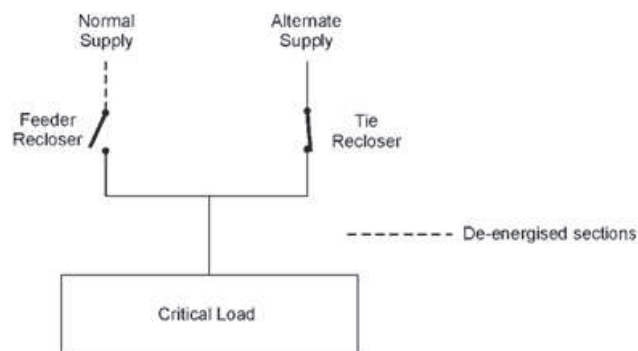 Normal
Supply
Alternate
Supply
Feeder
Recloser
Tie
Recloser
De-energised sections
Critical Load